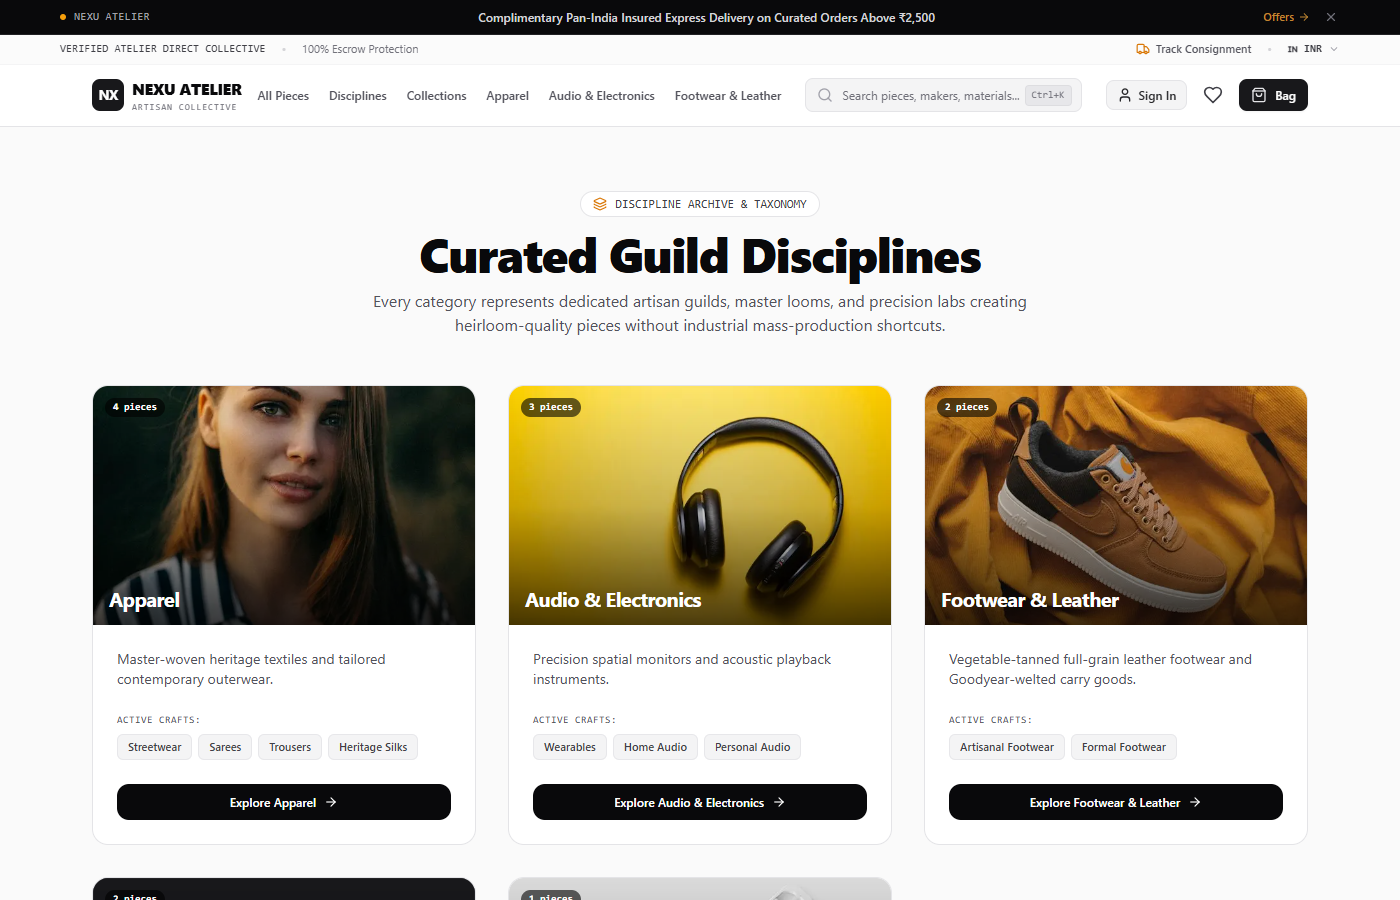 NEXU ATELIER
Complimentary Pan-India Insured Express Delivery on Curated Orders Above ₹2,500
Offers →
VERIFIED ATELIER DIRECT COLLECTIVE • 100% Escrow Protection
Track Consignment • IN INR
NX NEXU ATELIER
ARTISAN COLLECTIVE
All Pieces Disciplines Collections Apparel Audio & Electronics Footwear & Leather
Search pieces, makers, materials... Ctrl+K
Sign In
Bag
DISCIPLINE ARCHIVE & TAXONOMY
Curated Guild Disciplines
Every category represents dedicated artisan guilds, master looms, and precision labs creating
heirloom-quality pieces without industrial mass-production shortcuts.
4 pieces
Apparel
Master-woven heritage textiles and tailored
contemporary outerwear.
ACTIVE CRAFTS:
Streetwear Sarees Trousers Heritage Silks
Explore Apparel →
3 pieces
Audio & Electronics
Precision spatial monitors and acoustic playback
instruments.
ACTIVE CRAFTS:
Wearables Home Audio Personal Audio
Explore Audio & Electronics →
2 pieces
Footwear & Leather
Vegetable-tanned full-grain leather footwear and
Goodyear-welted carry goods.
ACTIVE CRAFTS:
Artisanal Footwear Formal Footwear
Explore Footwear & Leather →
2 pieces
1 pieces